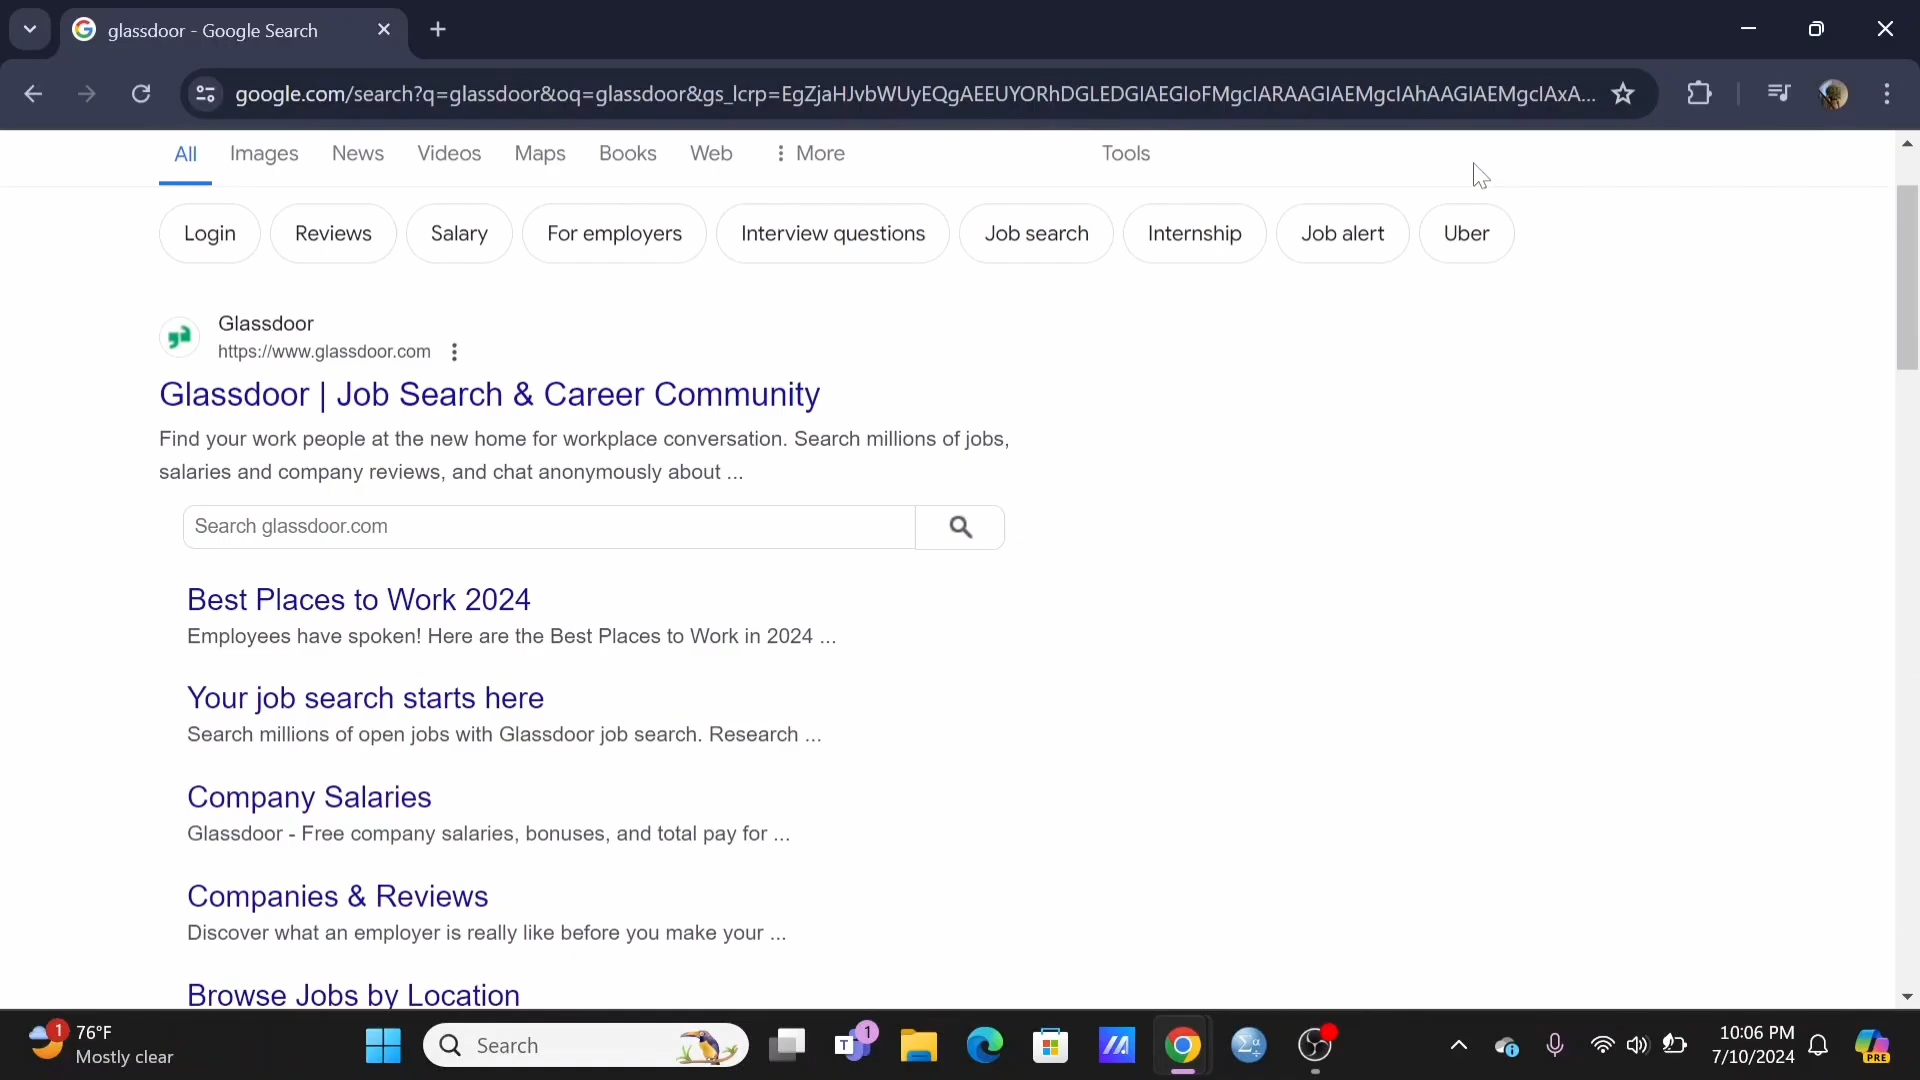 glassdoor - Google Search
google.com/search?q=glassdoor&oq=glassdoor&gs_lcrp=EgZjaHJvbWUyEQgAEEUYORhDGLEDGIAEGIoFMgcIARAAGIAEMgcIAhAAGIAEMgcIAxA...
All Images News Videos Maps Books Web More Tools
Login Reviews Salary For employers Interview questions Job search Internship Job alert Uber
Glassdoor
https://www.glassdoor.com
Glassdoor | Job Search & Career Community
Find your work people at the new home for workplace conversation. Search millions of jobs,
salaries and company reviews, and chat anonymously about ...
Search glassdoor.com
Best Places to Work 2024
Employees have spoken! Here are the Best Places to Work in 2024 ...
Your job search starts here
Search millions of open jobs with Glassdoor job search. Research ...
Company Salaries
Glassdoor - Free company salaries, bonuses, and total pay for ...
Companies & Reviews
Discover what an employer is really like before you make your ...
Browse Jobs by Location
1
76°F
Mostly clear
Search
T
1
PRE
10:06 PM
7/10/2024